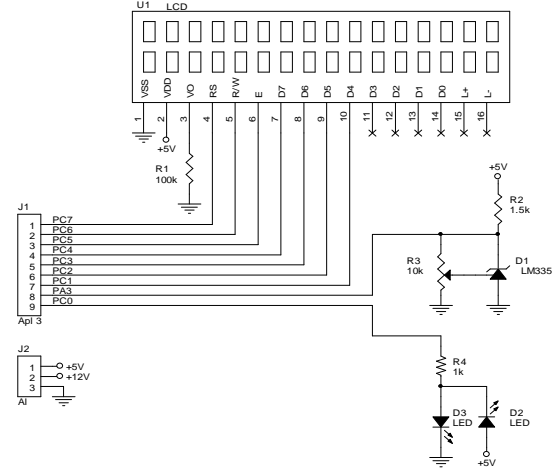 U1 LCD
VSS VDD VO RS R/W E D7 D6 D5 D4 D3 D2 D1 D0 L+ L-
1 2 3 4 5 6 7 8 9 10 11 12 13 14 15 16
+5V
R1
100k
+5V
R2
1.5k
J1
1 PC7
2 PC6
3 PC5
4 PC4
5 PC3
6 PC2
7 PC1
8 PA3
9 PC0
Apl 3
R3
10k
D1
LM335
J2
1 +5V
2 +12V
3
Al
R4
1k
D3
LED
D2
LED
+5V